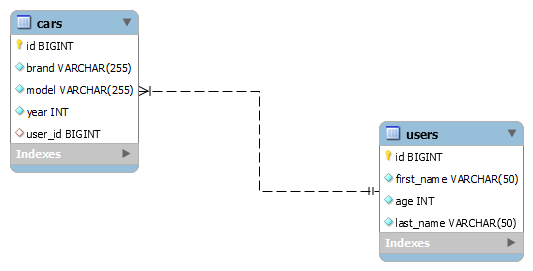 cars
id BIGINT
brand VARCHAR(255)
model VARCHAR(255)
year INT
user_id BIGINT
Indexes
users
id BIGINT
first_name VARCHAR(50)
age INT
last_name VARCHAR(50)
Indexes